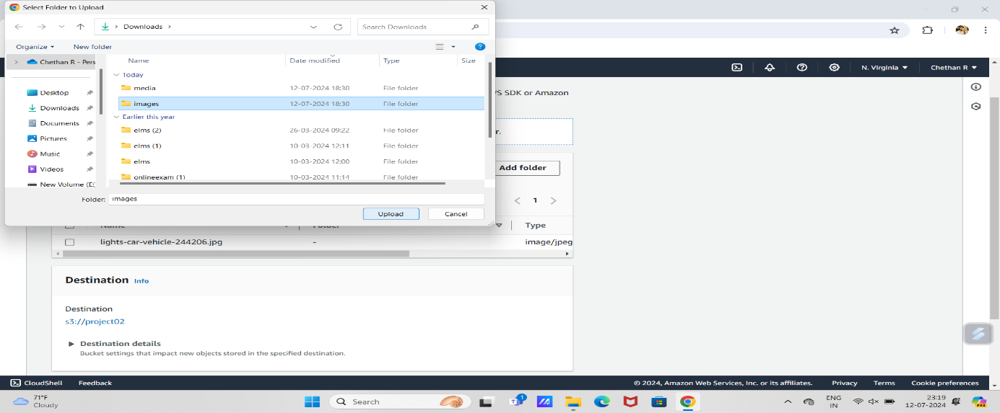 Select Folder to Upload
Downloads
Search Downloads
Organize
New folder
Name Date modified Type Size
Chethan R - Pers
Desktop
Downloads
Documents
Pictures
Music
Videos
New Volume (E:
Today
media 12-07-2024 18:30 File folder
images 12-07-2024 18:30 File folder
Earlier this year
elms (2) 26-03-2024 09:22 File folder
elms (1) 10-03-2024 12:11 File folder
elms 10-03-2024 12:00 File folder
onlineexam (1) 10-03-2024 11:14 File folder
Folder: images
Upload Cancel
N. Virginia Chethan R
SDK or Amazon
r.
Add folder
1
Name Folder Type
lights-car-vehicle-244206.jpg - image/jpeg
Destination Info
Destination
s3://project02
Destination details
Bucket settings that impact new objects stored in the specified destination.
CloudShell Feedback © 2024, Amazon Web Services, Inc. or its affiliates. Privacy Terms Cookie preferences
71°F
Cloudy
Search
1
ENG
IN
23:19
12-07-2024
PRE